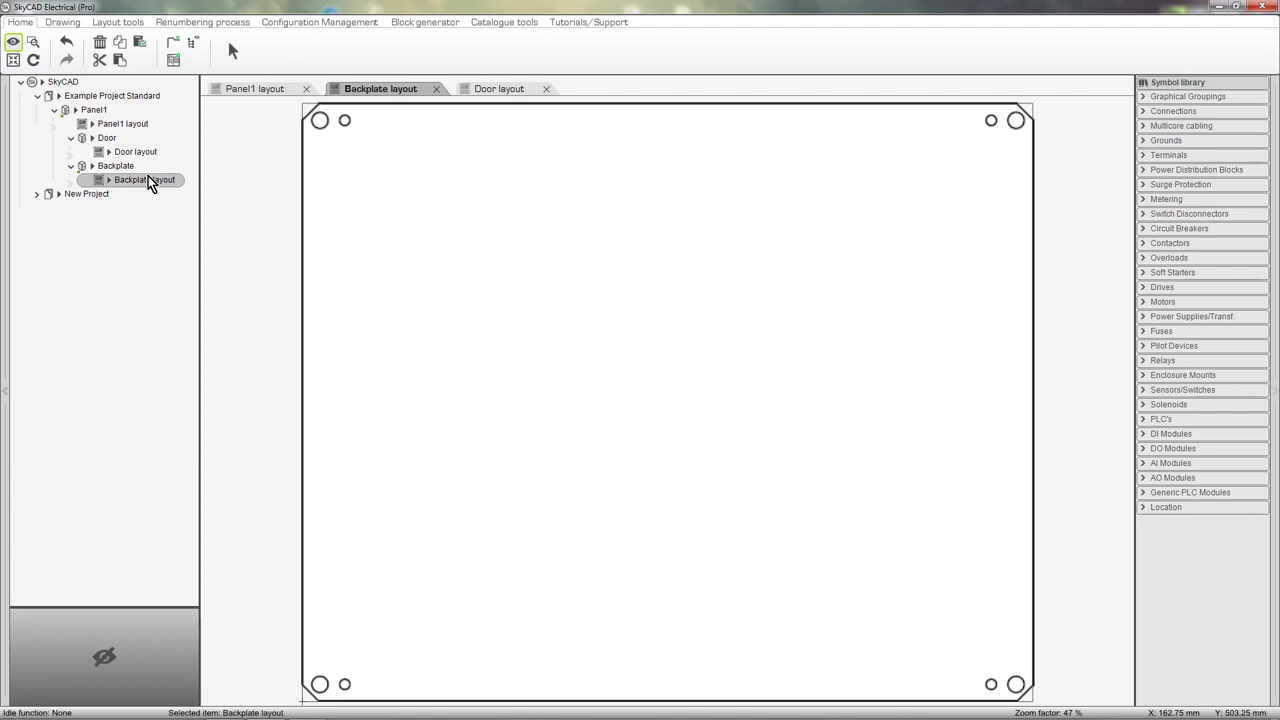 SkyCAD Electrical (Pro)
Home Drawing Layout tools Renumbering process Configuration Management Block generator Catalogue tools Tutorials/Support
SkyCAD
Example Project Standard
Panel1
Panel1 layout
Door
Door layout
Backplate
Backplate layout
New Project
Panel1 layout Backplate layout Door layout
Symbol library
Graphical Groupings
Connections
Multicore cabling
Grounds
Terminals
Power Distribution Blocks
Surge Protection
Metering
Switch Disconnectors
Circuit Breakers
Contactors
Overloads
Soft Starters
Drives
Motors
Power Supplies/Transf.
Fuses
Pilot Devices
Relays
Enclosure Mounts
Sensors/Switches
Solenoids
PLC's
DI Modules
DO Modules
AI Modules
AO Modules
Generic PLC Modules
Location
Idle function: None Selected item: Backplate layout Zoom factor: 47 % X: 162.75 mm Y: 503.25 mm